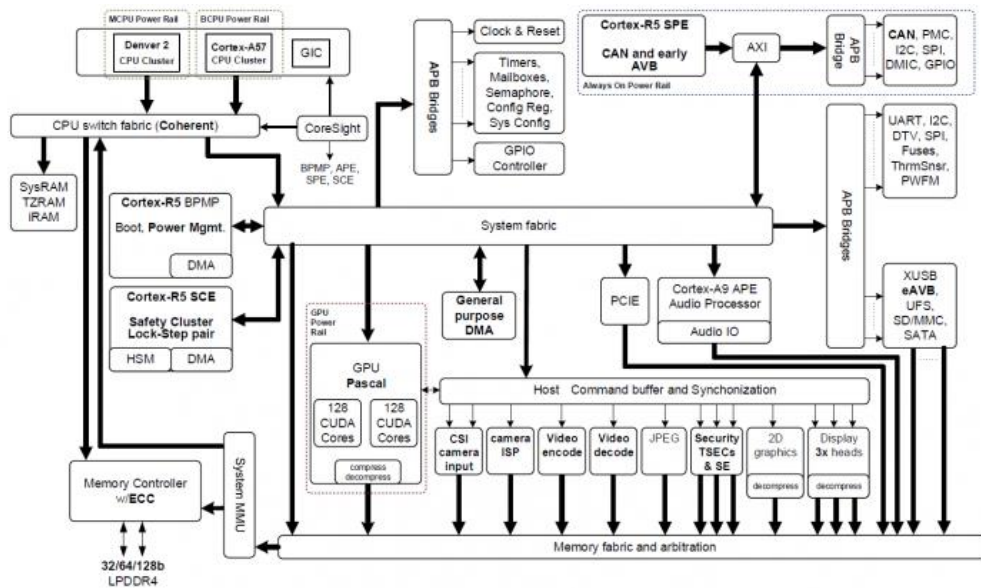 MCPU Power Rail
BCPU Power Rail
Denver 2
CPU Cluster
Cortex-A57
CPU Cluster
GIC
CPU switch fabric (Coherent)
CoreSight
BPMP, APE,
SPE, SCE
SysRAM
TZRAM
IRAM
APB Bridges
Clock & Reset
Timers,
Mailboxes,
Semaphore,
Config Reg,
Sys Config
GPIO
Controller
Cortex-R5 SPE
CAN and early
AVB
AXI
APB
Bridge
CAN, PMC,
I2C, SPI,
DMIC, GPIO
Always On Power Rail
UART, I2C,
DTV, SPI,
Fuses,
ThrmSnsr,
PWFM
APB Bridges
XUSB
eAVB,
UFS,
SD/MMC,
SATA
Cortex-R5 BPMP
Boot, Power Mgmt.
DMA
System fabric
Cortex-R5 SCE
Safety Cluster
Lock-Step pair
HSM
DMA
GPU
Power
Rail
General
purpose
DMA
PCIE
Cortex-A9 APE
Audio Processor
Audio IO
GPU
Pascal
128
CUDA
Cores
128
CUDA
Cores
compress
decompress
Host Command buffer and Synchonization
CSI
camera
input
camera
ISP
Video
encode
Video
decode
JPEG
Security
TSECs
& SE
2D
graphics
decompress
Display
3x heads
decompress
Memory Controller
w/ECC
System MMU
Memory fabric and arbitration
32/64/128b
LPDDR4